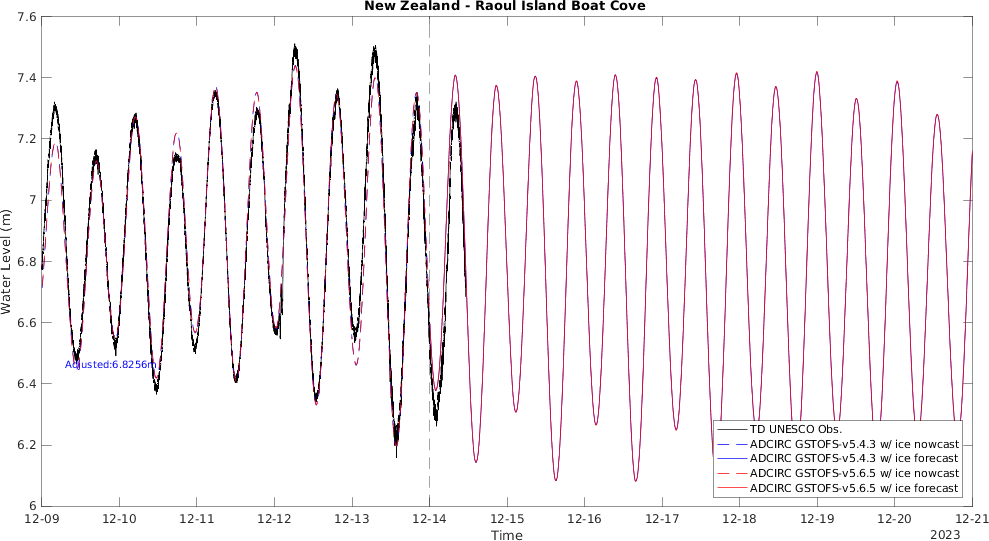 New Zealand - Raoul Island Boat Cove
7.6
7.4
7.2
7
6.8
6.6
6.4
6.2
6
Water Level (m)
Adjusted:6.8256m
TD UNESCO Obs.
ADCIRC GSTOFS-v5.4.3 w/ ice nowcast
ADCIRC GSTOFS-v5.4.3 w/ ice forecast
ADCIRC GSTOFS-v5.6.5 w/ ice nowcast
ADCIRC GSTOFS-v5.6.5 w/ ice forecast
12-09 12-10 12-11 12-12 12-13 12-14 12-15 12-16 12-17 12-18 12-19 12-20 12-21
Time
2023